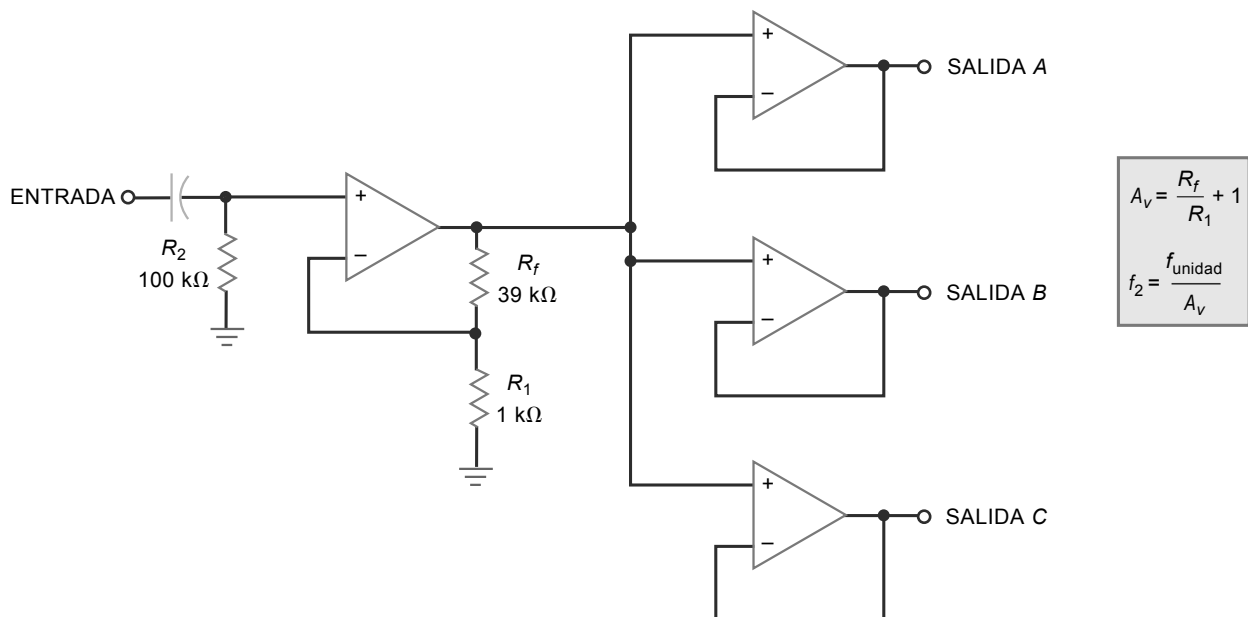 ENTRADA
R2
100 kΩ
+
−
Rf
39 kΩ
R1
1 kΩ
+
−
SALIDA A
+
−
SALIDA B
+
−
SALIDA C
Av = Rf/R1 + 1
f2 = funidad/Av